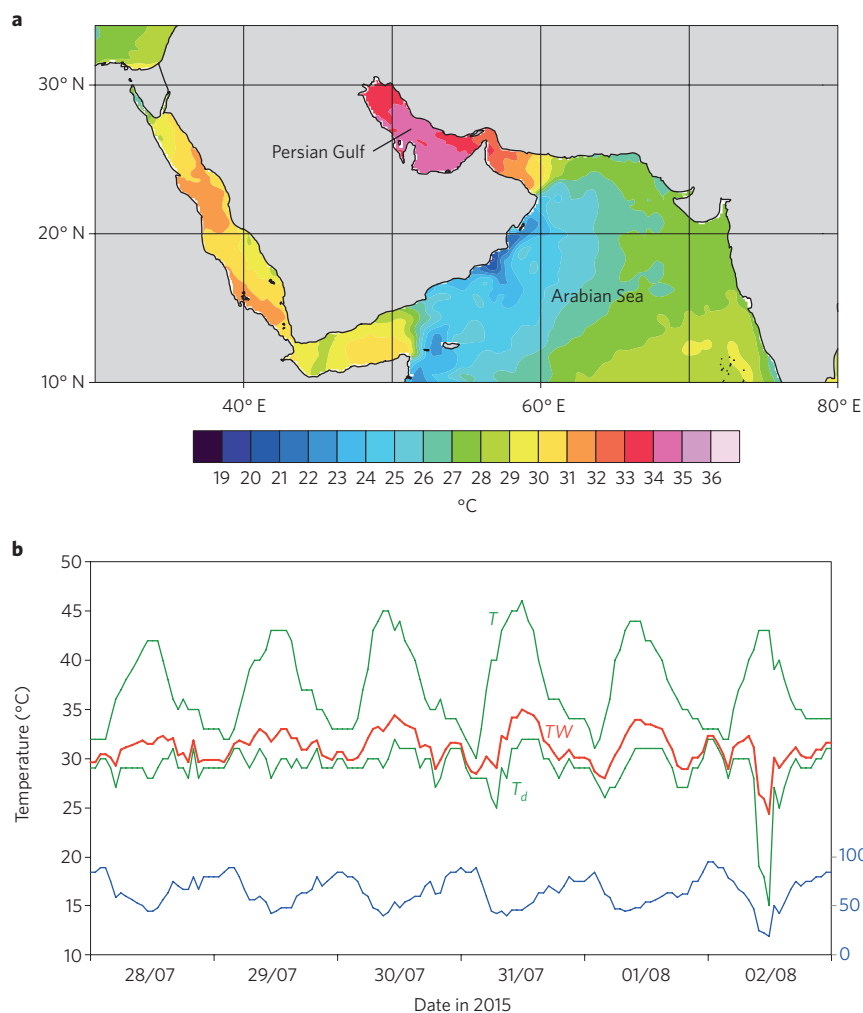 a
30° N
Persian Gulf
20° N
Arabian Sea
10° N
40° E 60° E 80° E
19 20 21 22 23 24 25 26 27 28 29 30 31 32 33 34 35 36
°C
b
50
45
T
40
35
TW
Temperature (°C)
30
Td
25
20 100
15 50
10 0
28/07 29/07 30/07 31/07 01/08 02/08
Date in 2015